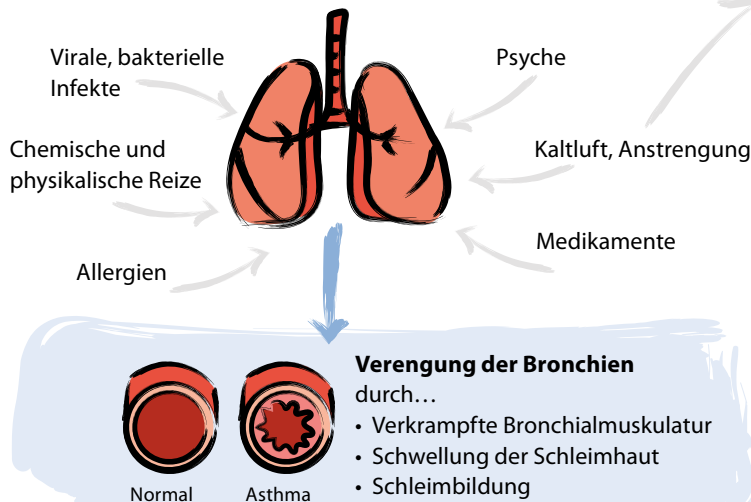 Virale, bakterielle
Infekte
Psyche
Chemische und
physikalische Reize
Kaltluft, Anstrengung
Allergien
Medikamente
Verengung der Bronchien
durch…
• Verkrampfte Bronchialmuskulatur
• Schwellung der Schleimhaut
• Schleimbildung
Normal
Asthma